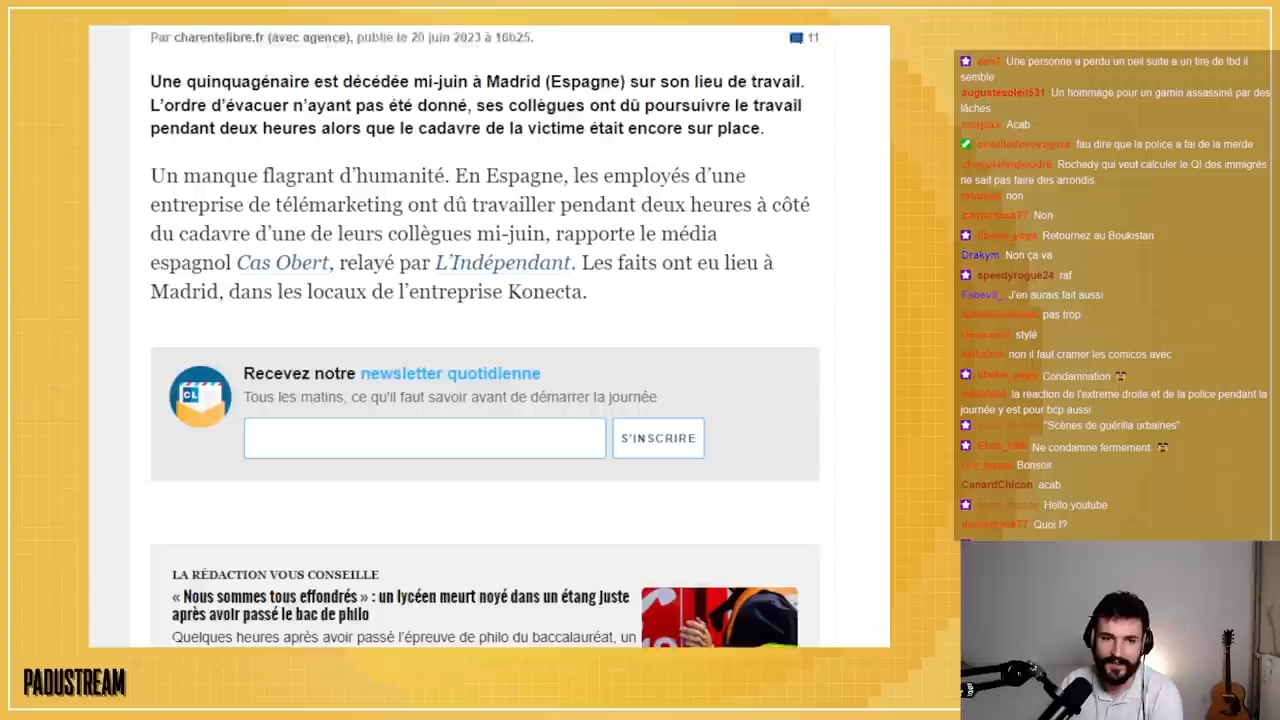 Par charentelibre.fr (avec agence), publié le 20 juin 2023 à 16h25.
11
Une quinquagénaire est décédée mi-juin à Madrid (Espagne) sur son lieu de travail.
L'ordre d'évacuer n'ayant pas été donné, ses collègues ont dû poursuivre le travail
pendant deux heures alors que le cadavre de la victime était encore sur place.
Un manque flagrant d'humanité. En Espagne, les employés d'une
entreprise de télémarketing ont dû travailler pendant deux heures à côté
du cadavre d'une de leurs collègues mi-juin, rapporte le média
espagnol Cas Obert, relayé par L'Indépendant. Les faits ont eu lieu à
Madrid, dans les locaux de l'entreprise Konecta.
CL
Recevez notre newsletter quotidienne
Tous les matins, ce qu'il faut savoir avant de démarrer la journée
S'INSCRIRE
LA RÉDACTION VOUS CONSEILLE
« Nous sommes tous effondrés » : un lycéen meurt noyé dans un étang juste
après avoir passé le bac de philo
Quelques heures après avoir passé l'épreuve de philo du baccalauréat, un
PADUSTREAM
Une personne a perdu un oeil suite a un tire de lbd il
semble
augustesoleil531 Un hommage pour un gamin assassiné par des
lâches
Acab
fau dire que la police a fai de la merde
Rochedy qui veut calculer le QI des immigrés
ne sait pas faire des arrondis.
non
Non
Retournez au Boukistan
Drakym Non ça va
speedyrogue24 raf
Fabevil_ J'en aurais fait aussi
pas trop
stylé
non il faut cramer les comicos avec
Condamnation
la reaction de l'extreme droite et de la police pendant la
journée y est pour bcp aussi
"Scènes de guérilla urbaines"
Ne condamne fermement
Bonsoir
CanardChicon acab
Hello youtube
Quoi !?